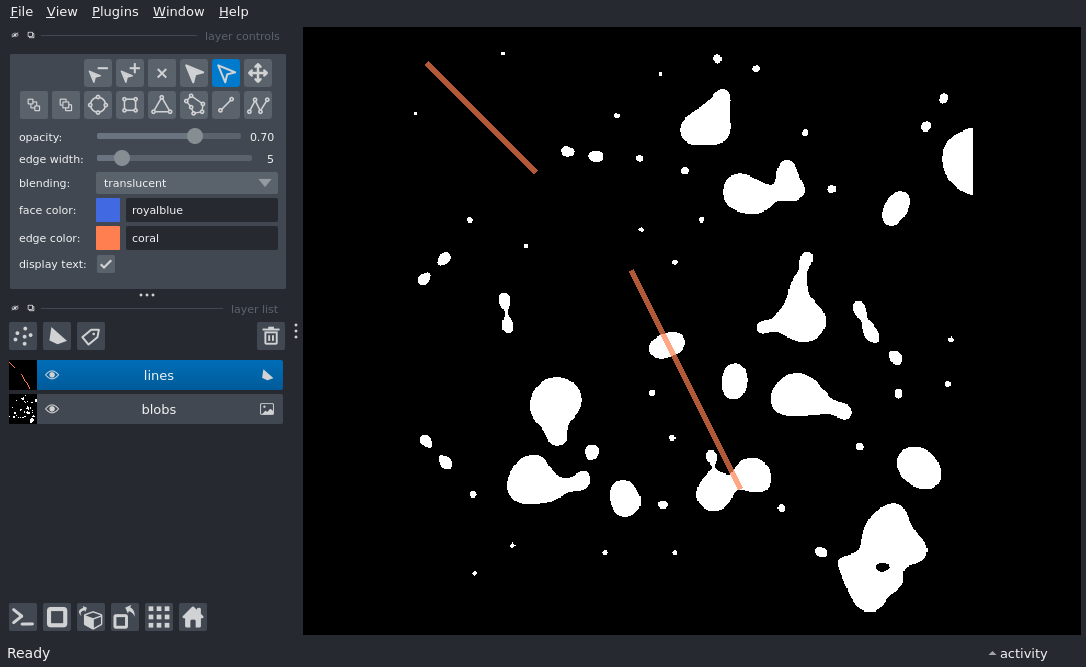 File View Plugins Window Help
layer controls
opacity: 0.70
edge width: 5
blending: translucent
face color: royalblue
edge color: coral
display text:
layer list
lines
blobs
Ready
activity